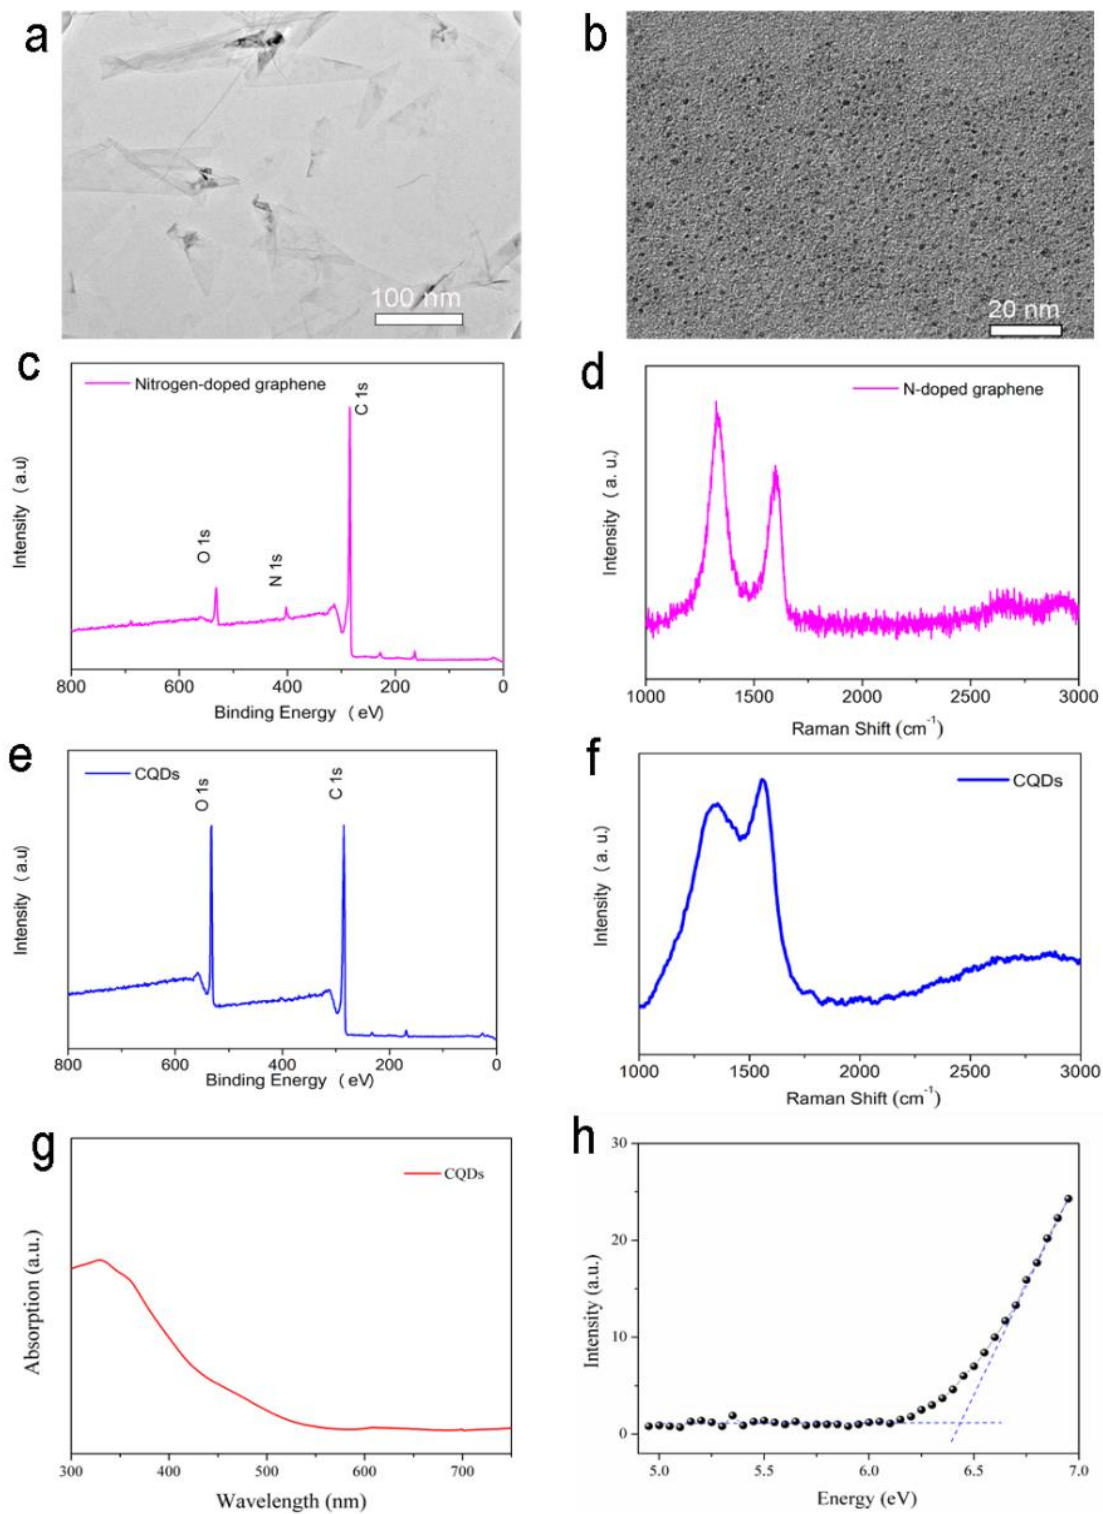 a
b
100 nm
20 nm
c
Nitrogen-doped graphene
C 1s
O 1s
N 1s
Intensity ( a.u)
800 600 400 200 0
Binding Energy ( eV)
d
N-doped graphene
Intensity ( a. u.)
1000 1500 2000 2500 3000
Raman Shift (cm-1)
e
CQDs
O 1s
C 1s
Intensity ( a.u)
800 600 400 200 0
Binding Energy ( eV)
f
CQDs
Intensity ( a. u.)
1000 1500 2000 2500 3000
Raman Shift (cm-1)
g
CQDs
Absorption (a.u.)
300 400 500 600 700
Wavelength (nm)
h
30
20
10
0
Intensity (a.u.)
5.0 5.5 6.0 6.5 7.0
Energy (eV)